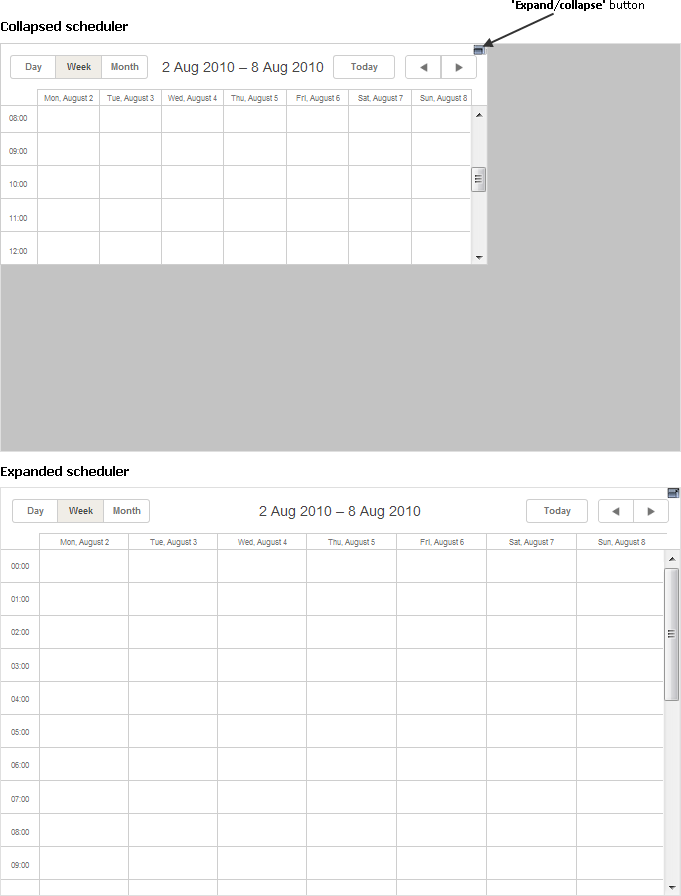 'Expand/collapse' button
Collapsed scheduler
Day Week Month 2 Aug 2010 – 8 Aug 2010 Today
Mon, August 2 Tue, August 3 Wed, August 4 Thu, August 5 Fri, August 6 Sat, August 7 Sun, August 8
08:00
09:00
10:00
11:00
12:00
Expanded scheduler
Day Week Month 2 Aug 2010 – 8 Aug 2010 Today
Mon, August 2 Tue, August 3 Wed, August 4 Thu, August 5 Fri, August 6 Sat, August 7 Sun, August 8
00:00
01:00
02:00
03:00
04:00
05:00
06:00
07:00
08:00
09:00